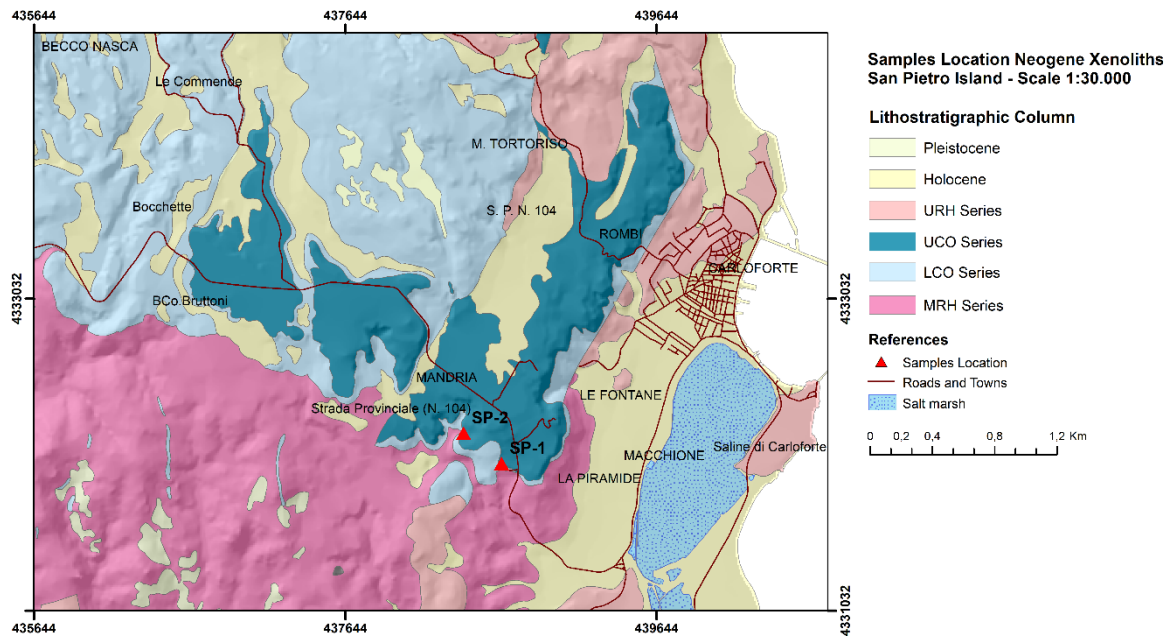 435644
437644
439644
BECCO NASCA
Le Commende
M. TORTORISO
Bocchette
S. P. N. 104
ROMBI
CARLOFORTE
4333032
4333032
BCo.Bruttoni
MANDRIA
LE FONTANE
Strada Provinciale (N. 104)
SP-2
SP-1
MACCHIONE
Saline di Carloforte
LA PIRAMIDE
4331032
435644
437644
439644
Samples Location Neogene Xenoliths
San Pietro Island - Scale 1:30.000
Lithostratigraphic Column
Pleistocene
Holocene
URH Series
UCO Series
LCO Series
MRH Series
References
Samples Location
Roads and Towns
Salt marsh
0 0,2 0,4 0,8 1,2 Km